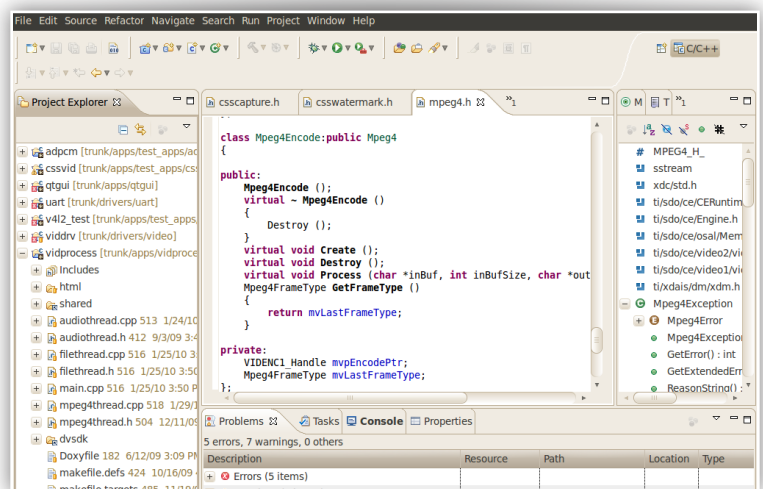 File Edit Source Refactor Navigate Search Run Project Window Help
C/C++
Project Explorer
adpcm [trunk/apps/test_apps/ad
cssvid [trunk/apps/test_apps/css
qtgui [trunk/apps/qtgui]
uart [trunk/drivers/uart]
v4l2_test [trunk/apps/test_apps,
viddrv [trunk/drivers/video]
vidprocess [trunk/apps/vidproce
Includes
html
shared
audiothread.cpp 513 1/24/10
audiothread.h 412 9/3/09 3:4
filethread.cpp 516 1/25/10 3:
filethread.h 516 1/25/10 3:50
main.cpp 516 1/25/10 3:50 P
mpeg4thread.cpp 518 1/29/1
mpeg4thread.h 504 12/11/09
dvsdk
Doxyfile 182 6/12/09 3:09 PM
makefile.defs 424 10/16/09
makefile.targets 485 11/10/0
csscapture.h
csswatermark.h
mpeg4.h
»1
class Mpeg4Encode:public Mpeg4
{
public:
Mpeg4Encode ();
virtual ~ Mpeg4Encode ()
{
Destroy ();
}
virtual void Create ();
virtual void Destroy ();
virtual void Process (char *inBuf, int inBufSize, char *out
Mpeg4FrameType GetFrameType ()
{
return mvLastFrameType;
}
private:
VIDENC1_Handle mvpEncodePtr;
Mpeg4FrameType mvLastFrameType;
};
M
T
»1
# MPEG4_H_
sstream
xdc/std.h
ti/sdo/ce/CERuntim
ti/sdo/ce/Engine.h
ti/sdo/ce/osal/Mem
ti/sdo/ce/video2/vi
ti/sdo/ce/video1/vi
ti/xdais/dm/xdm.h
Mpeg4Exception
Mpeg4Error
Mpeg4Exceptio
GetError() : int
GetExtendedErr
ReasonString() :
Problems
Tasks
Console
Properties
5 errors, 7 warnings, 0 others
Description Resource Path Location Type
Errors (5 items)